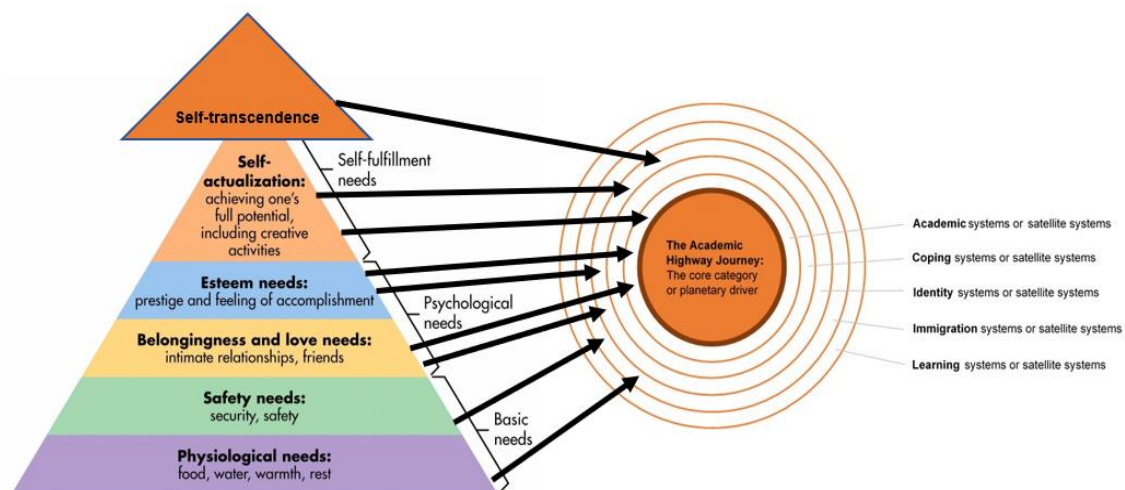 Self-transcendence
Self-
actualization:
achieving one's
full potential,
including creative
activities
Esteem needs:
prestige and feeling of accomplishment
Belongingness and love needs:
intimate relationships, friends
Safety needs:
security, safety
Physiological needs:
food, water, warmth, rest
Self-fulfillment
needs
Psychological
needs
Basic
needs
The Academic
Highway Journey:
The core category
or planetary driver
Academic systems or satellite systems
Coping systems or satellite systems
Identity systems or satellite systems
Immigration systems or satellite systems
Learning systems or satellite systems